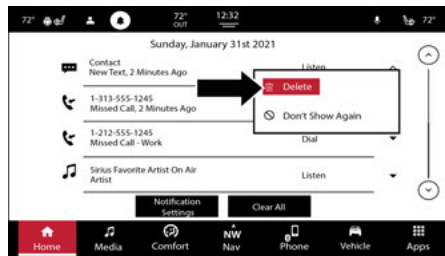 72° 72° OUT 12:32 72°
Sunday, January 31st 2021
Contact
New Text, 2 Minutes Ago
Listen
Delete
Don't Show Again
1-313-555-1245
Missed Call, 2 Minutes Ago
1-212-555-1245
Missed Call - Work
Dial
Sirius Favorite Artist On Air
Artist
Listen
Notification
Settings
Clear All
Home Media Comfort NW Nav Phone Vehicle Apps